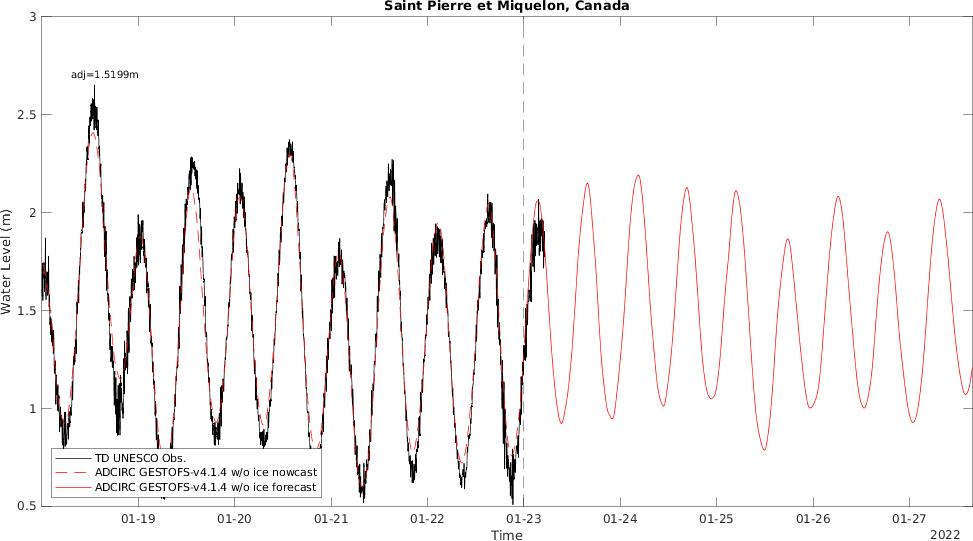 Saint Pierre et Miquelon, Canada
3
adj=1.5199m
2.5
2
Water Level (m)
1.5
1
TD UNESCO Obs.
ADCIRC GESTOFS-v4.1.4 w/o ice nowcast
ADCIRC GESTOFS-v4.1.4 w/o ice forecast
0.5
01-19 01-20 01-21 01-22 01-23 01-24 01-25 01-26 01-27
Time
2022